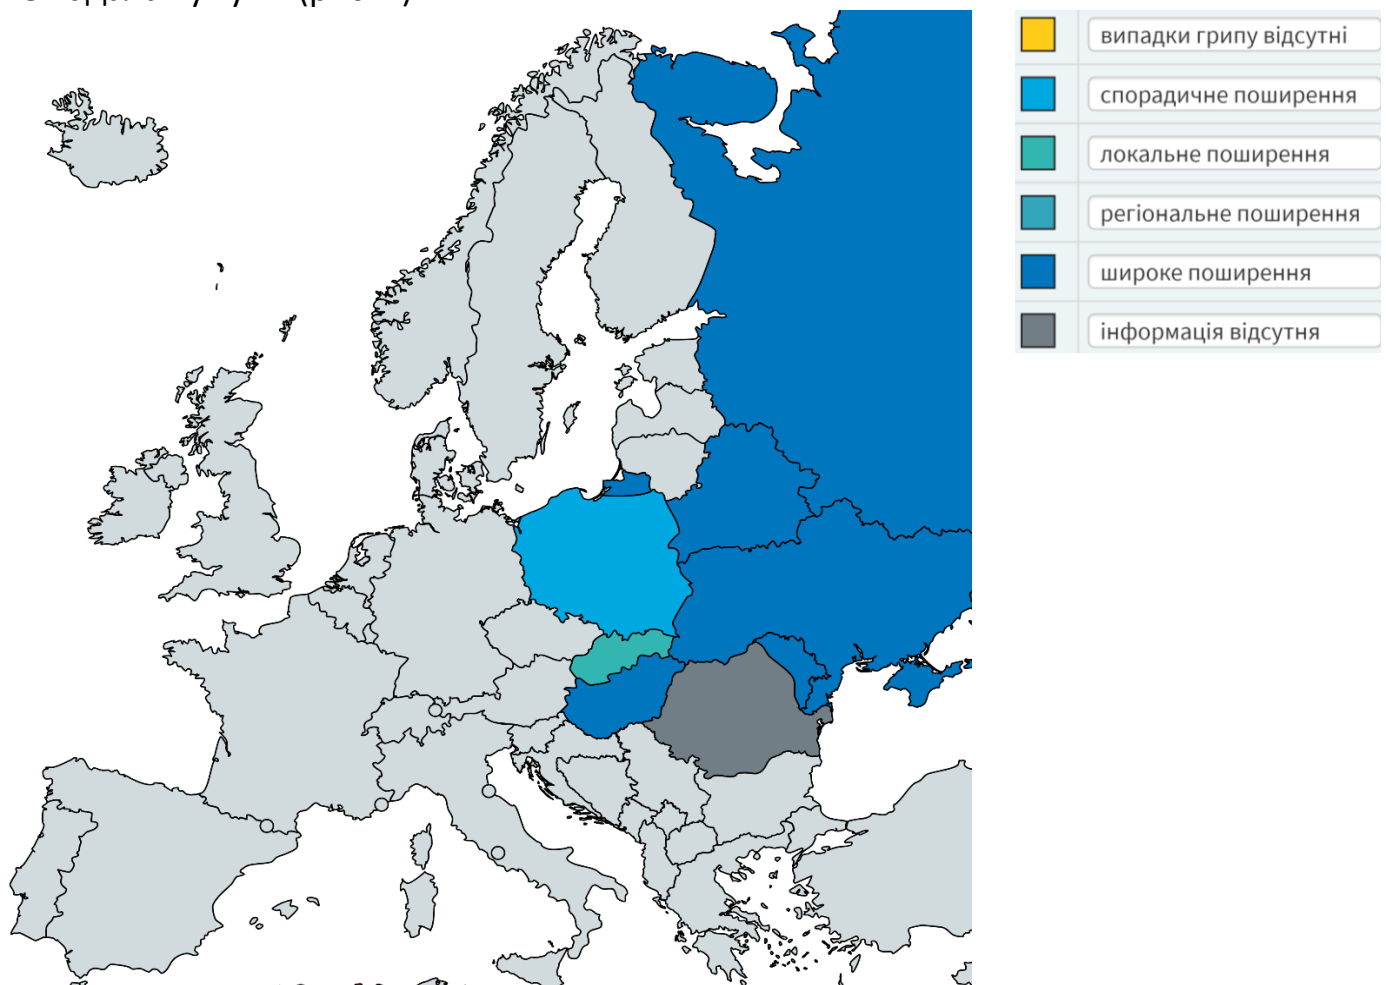 випадки грипу відсутні
спорадичне поширення
локальне поширення
регіональне поширення
широке поширення
інформація відсутня